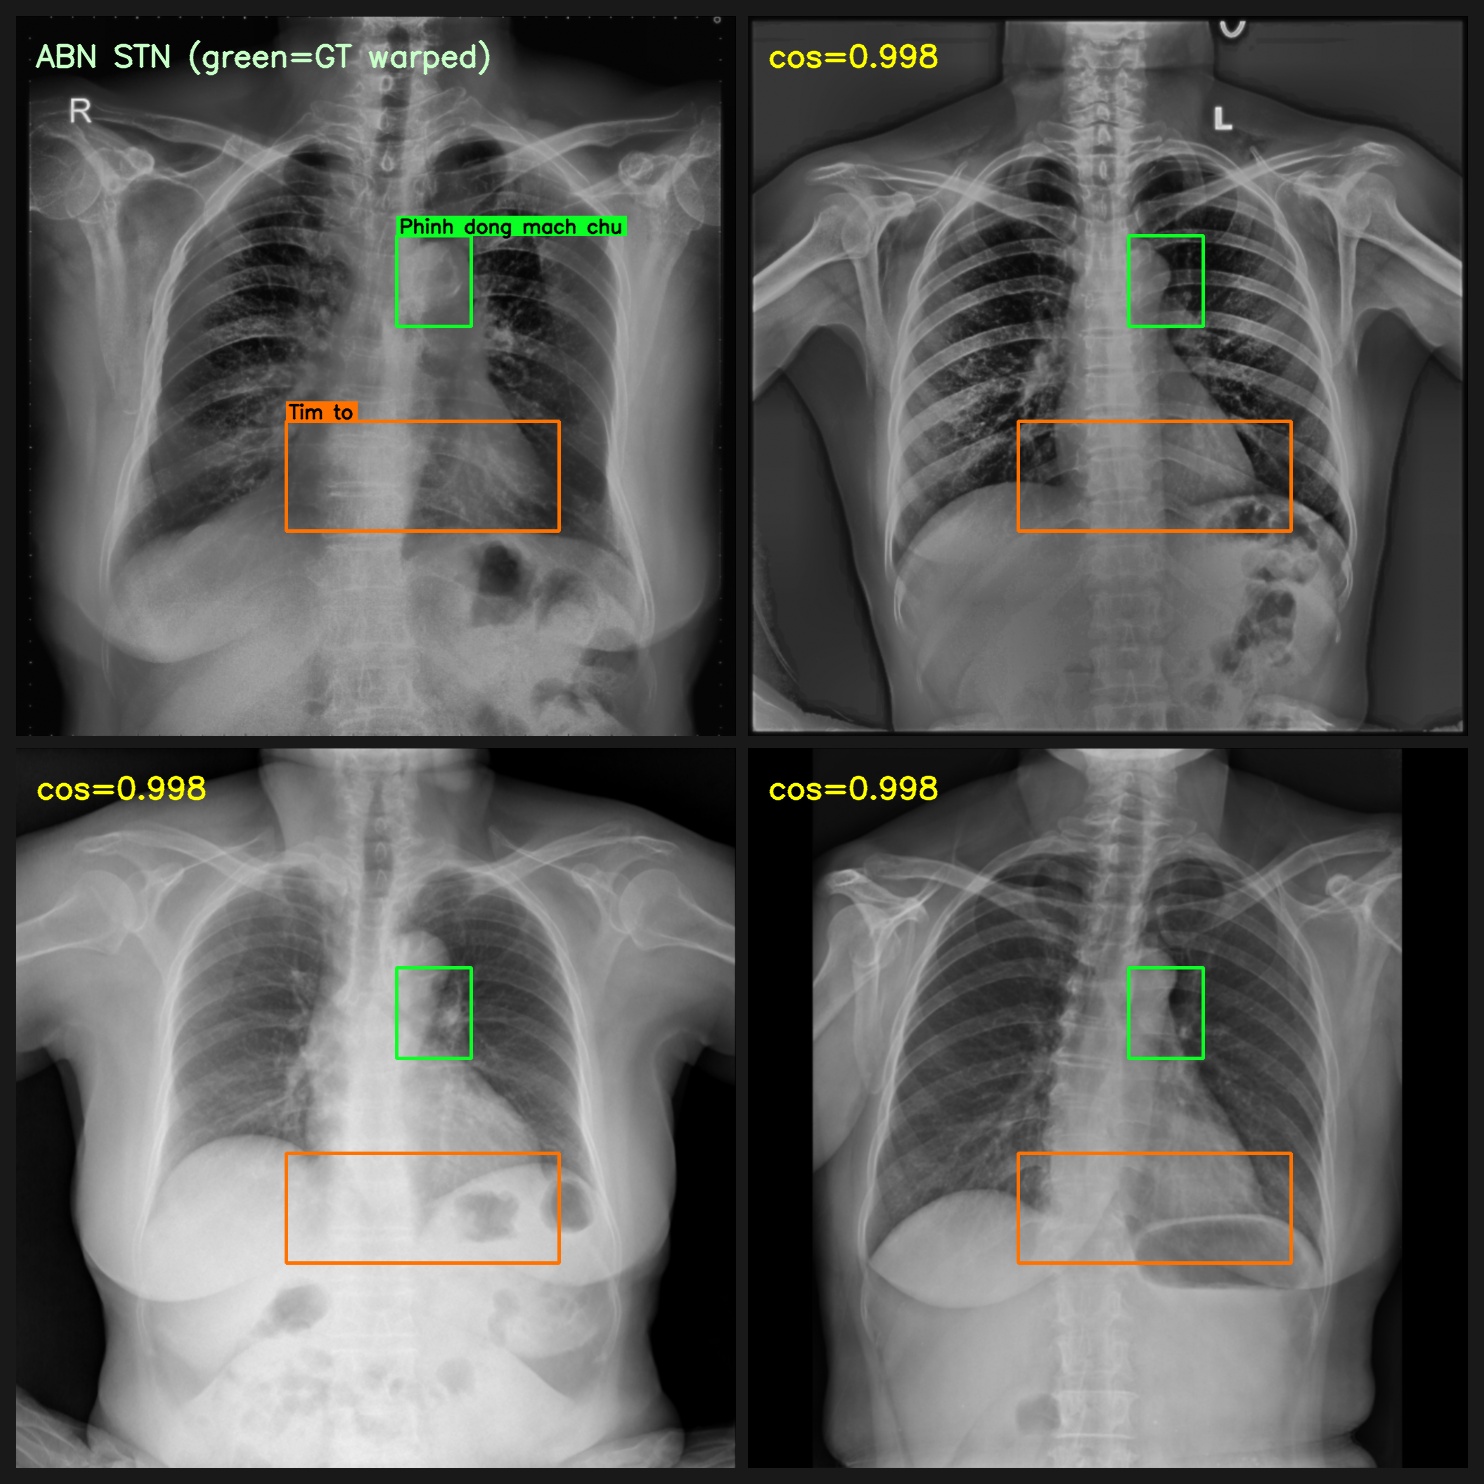 ABN STN (green=GT warped)
R
Phinh dong mach chu
Tim to
cos=0.998
L
cos=0.998
cos=0.998